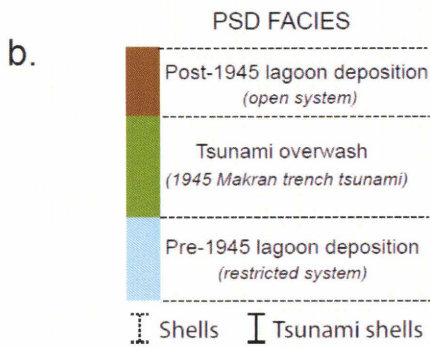 PSD FACIES
b.
Post-1945 lagoon deposition
(open system)
Tsunami overwash
(1945 Makran trench tsunami)
Pre-1945 lagoon deposition
(restricted system)
Shells Tsunami shells